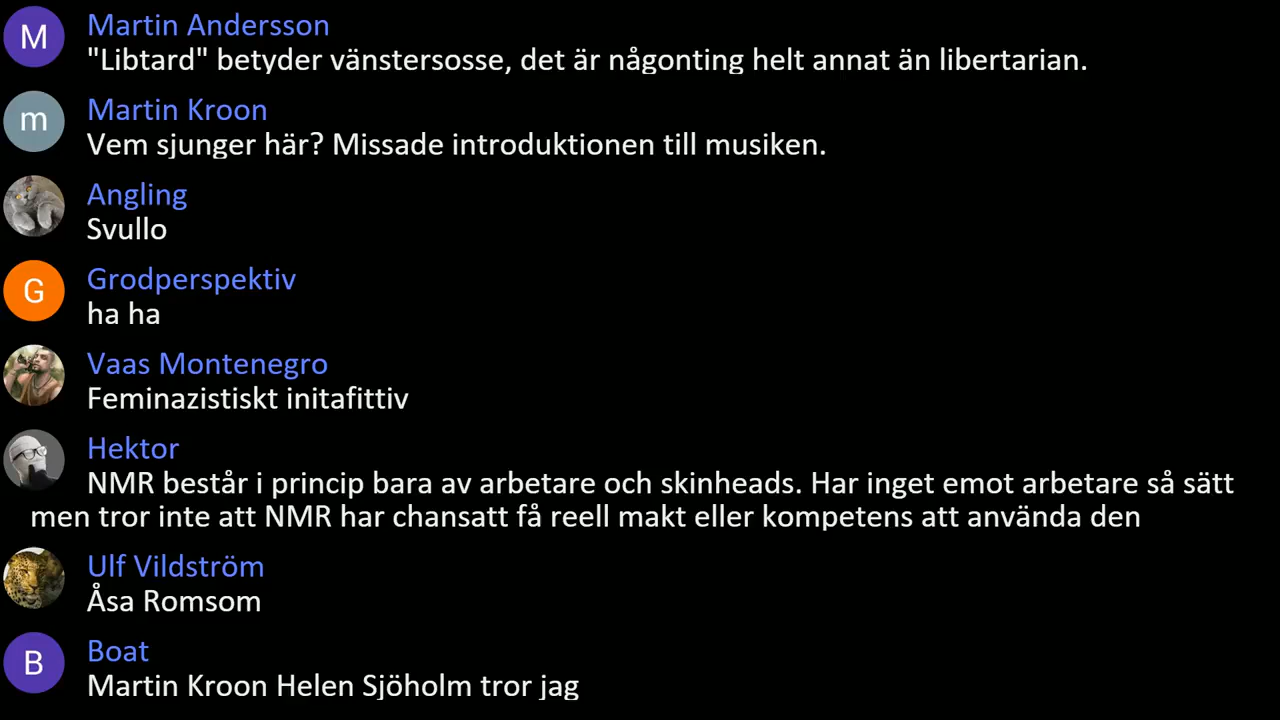 M
Martin Andersson
"Libtard" betyder vänstersosse, det är någonting helt annat än libertarian.
m
Martin Kroon
Vem sjunger här? Missade introduktionen till musiken.
Angling
Svullo
G
Grodperspektiv
ha ha
Vaas Montenegro
Feminazistiskt initafittiv
Hektor
NMR består i princip bara av arbetare och skinheads. Har inget emot arbetare så sätt
men tror inte att NMR har chansatt få reell makt eller kompetens att använda den
Ulf Vildström
Åsa Romsom
B
Boat
Martin Kroon Helen Sjöholm tror jag